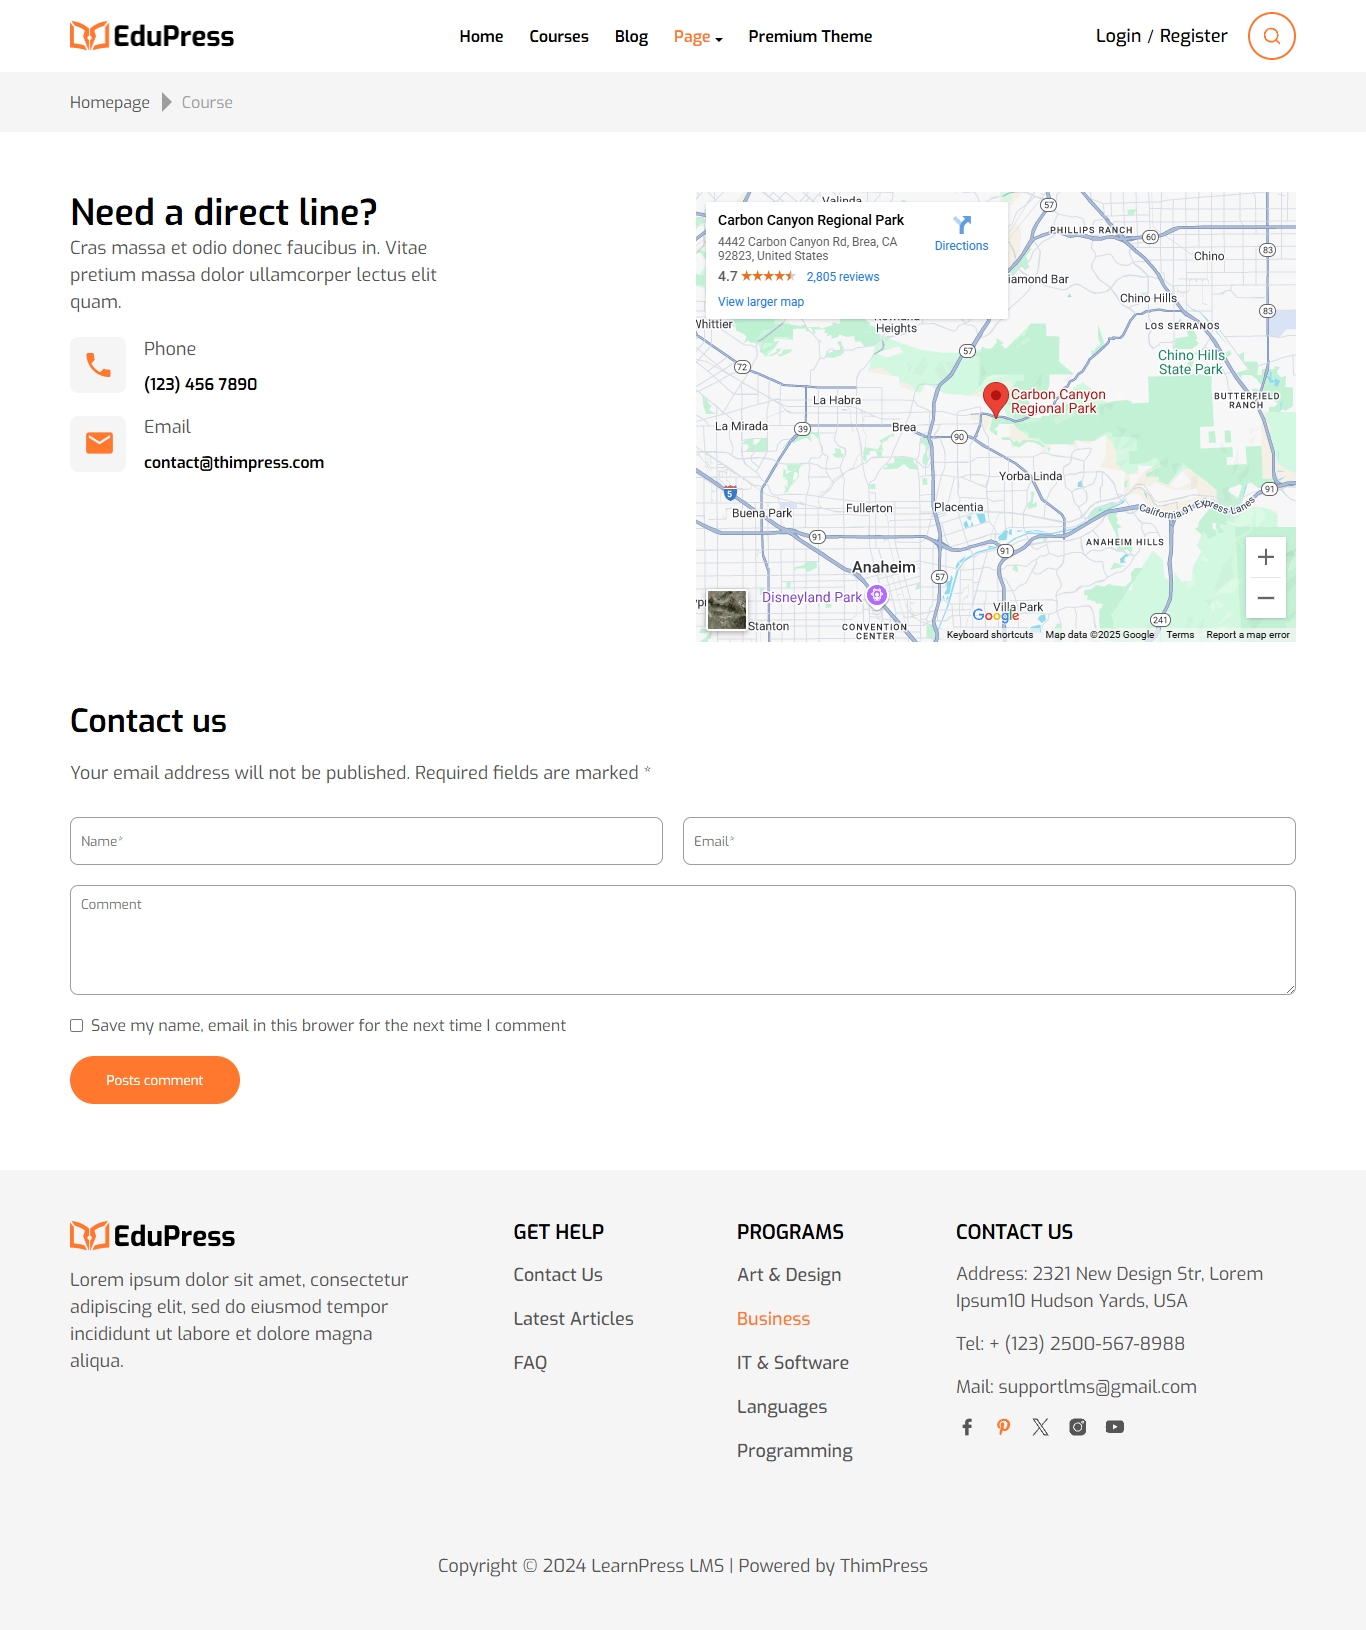 EduPress
Home
Courses
Blog
Page
Premium Theme
Login / Register
Homepage
Course
Need a direct line?
Cras massa et odio donec faucibus in. Vitae
pretium massa dolor ullamcorper lectus elit
quam.
Phone
(123) 456 7890
Email
contact@thimpress.com
Carbon Canyon Regional Park
4442 Carbon Canyon Rd, Brea, CA
92823, United States
4.7
2,805 reviews
View larger map
Directions
Valinda
57
PHILLIPS RANCH
60
83
Chino
iamond Bar
Chino Hills
83
LOS SERRANOS
Whittier
Heights
57
Chino Hills
State Park
72
Carbon Canyon
Regional Park
BUTTERFIELD
RANCH
La Habra
La Mirada
39
Brea
90
Yorba Linda
91
5
Buena Park
Fullerton
Placentia
California 91 Express Lanes
91
91
ANAHEIM HILLS
Anaheim
57
Disneyland Park
Villa Park
Google
241
Stanton
CONVENTION
CENTER
Keyboard shortcuts
Map data ©2025 Google
Terms
Report a map error
Contact us
Your email address will not be published. Required fields are marked *
Name*
Email*
Comment
Save my name, email in this brower for the next time I comment
Posts comment
EduPress
Lorem ipsum dolor sit amet, consectetur
adipiscing elit, sed do eiusmod tempor
incididunt ut labore et dolore magna
aliqua.
GET HELP
Contact Us
Latest Articles
FAQ
PROGRAMS
Art & Design
Business
IT & Software
Languages
Programming
CONTACT US
Address: 2321 New Design Str, Lorem
Ipsum10 Hudson Yards, USA
Tel: + (123) 2500-567-8988
Mail: supportlms@gmail.com
Copyright © 2024 LearnPress LMS | Powered by ThimPress